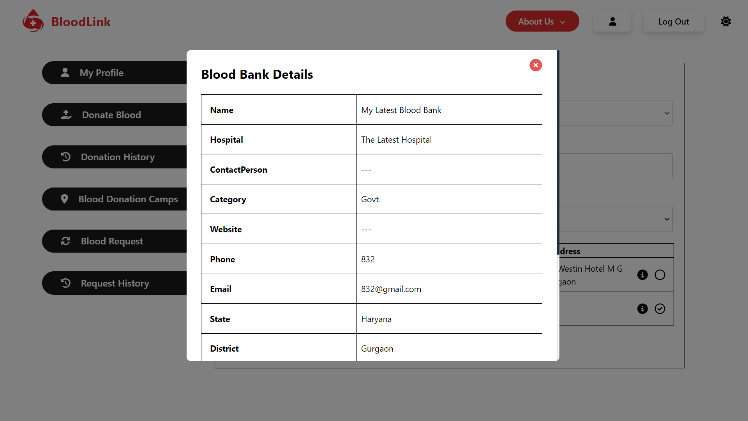 BloodLink
About Us
Log Out
My Profile
Donate Blood
Donation History
Blood Donation Camps
Blood Request
Request History
Blood Bank Details
Name My Latest Blood Bank
Hospital The Latest Hospital
ContactPerson ---
Category Govt.
Website ---
Phone 832
Email 832@gmail.com
State Haryana
District Gurgaon
dress
Westin Hotel M G
gaon